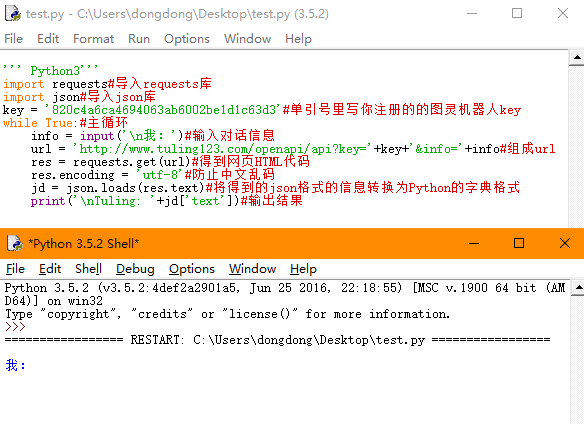 test.py - C:\Users\dongdong\Desktop\test.py (3.5.2)
File Edit Format Run Options Window Help
''' Python3'''
import requests#导入requests库
import json#导入json库
key = '820c4a6ca4694063ab6002be1d1c63d3'#单引号里写你注册的的图灵机器人key
while True:#主循环
    info = input('\n我: ')#输入对话信息
    url = 'http://www.tuling123.com/openapi/api?key='+key+'&info='+info#组成url
    res = requests.get(url)#得到网页HTML代码
    res.encoding = 'utf-8'#防止中文乱码
    jd = json.loads(res.text)#将得到的json格式的信息转换为Python的字典格式
    print('\nTuling: '+jd['text'])#输出结果
*Python 3.5.2 Shell*
File Edit Shell Debug Options Window Help
Python 3.5.2 (v3.5.2:4def2a2901a5, Jun 25 2016, 22:18:55) [MSC v.1900 64 bit (AM
D64)] on win32
Type "copyright", "credits" or "license()" for more information.
>>>
================ RESTART: C:\Users\dongdong\Desktop\test.py ================
我: